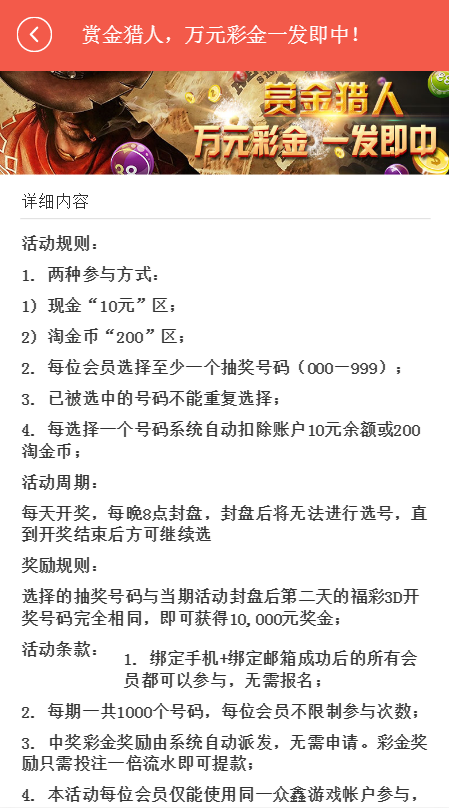 赏金猎人，万元彩金一发即中！
赏金猎人
万元彩金 一发即中
详细内容
活动规则：
1. 两种参与方式：
1) 现金“10元”区；
2) 淘金币“200”区；
2. 每位会员选择至少一个抽奖号码（000—999）；
3. 已被选中的号码不能重复选择；
4. 每选择一个号码系统自动扣除账户10元余额或200
淘金币；
活动周期：
每天开奖，每晚8点封盘，封盘后将无法进行选号，直
到开奖结束后方可继续选
奖励规则：
选择的抽奖号码与当期活动封盘后第二天的福彩3D开
奖号码完全相同，即可获得10,000元奖金；
活动条款：
1. 绑定手机+绑定邮箱成功后的所有会
员都可以参与，无需报名；
2. 每期一共1000个号码，每位会员不限制参与次数；
3. 中奖彩金奖励由系统自动派发，无需申请。彩金奖
励只需投注一倍流水即可提款；
4. 本活动每位会员仅能使用同一众鑫游戏帐户参与，